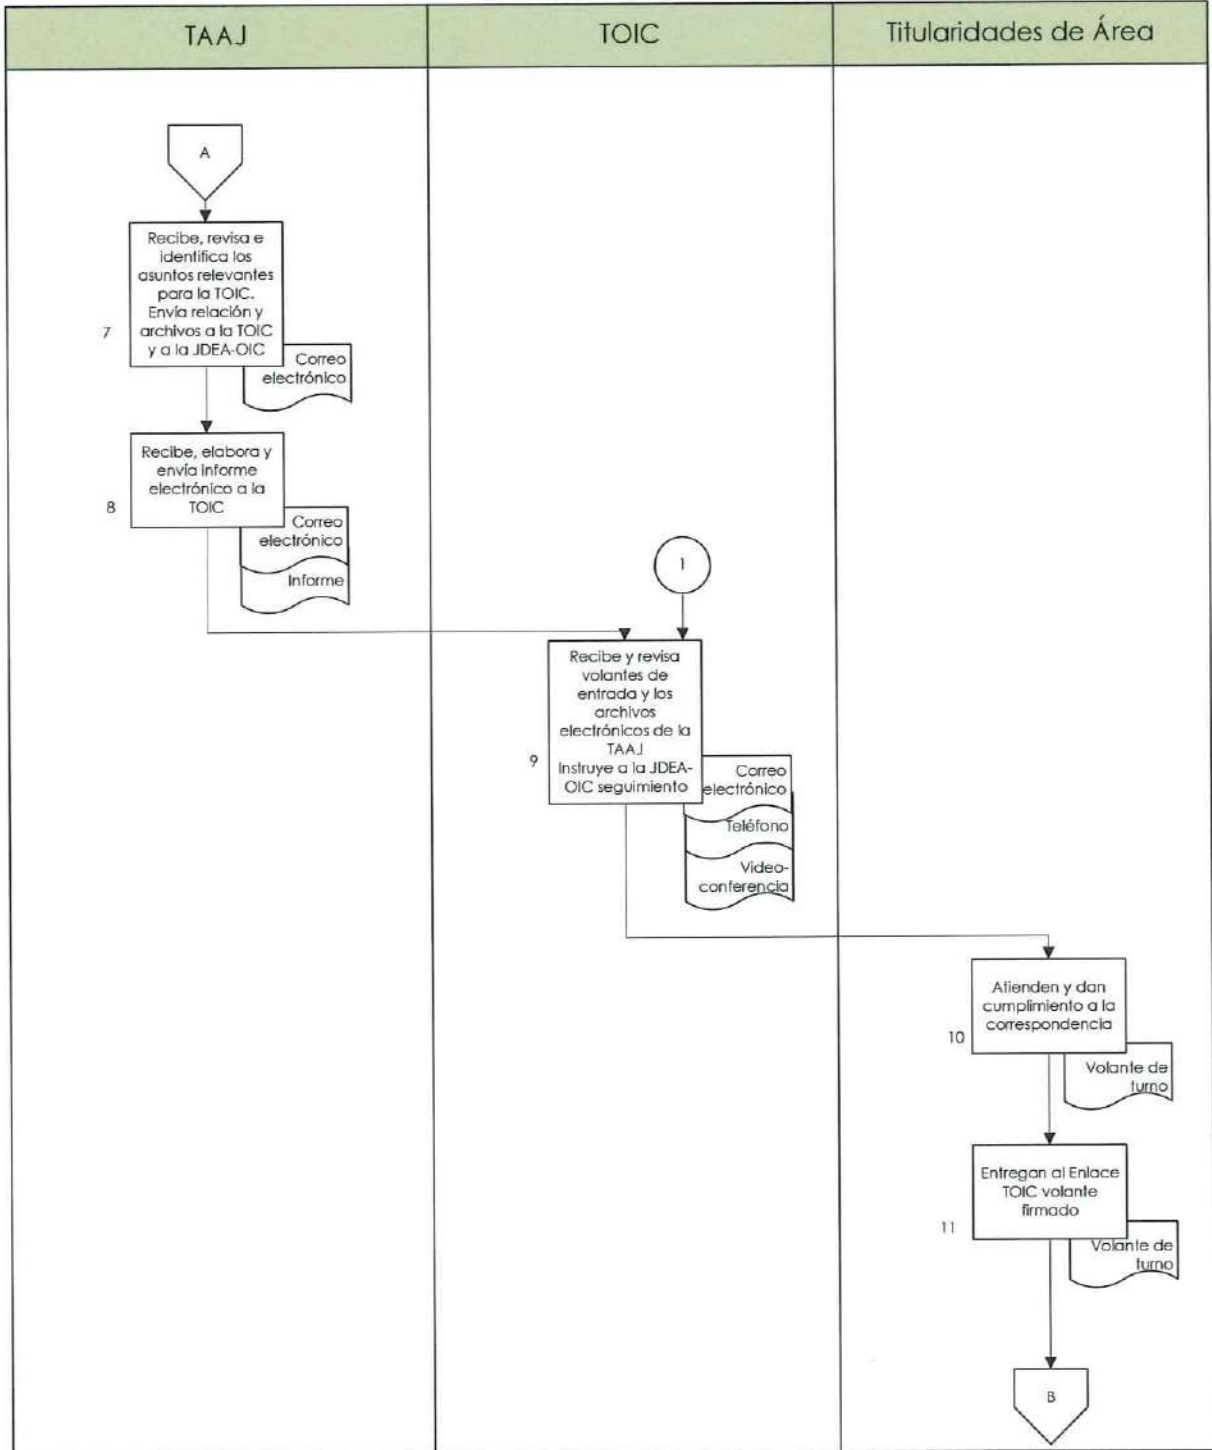 TAAJ
TOIC
Titularidades de Área
A
Recibe, revisa e
identifica los
asuntos relevantes
para la TOIC.
Envía relación y
archivos a la TOIC
y a la JDEA-OIC
7
Correo
electrónico
Recibe, elabora y
envía informe
electrónico a la
TOIC
8
Correo
electrónico
Informe
1
Recibe y revisa
volantes de
entrada y los
archivos
electrónicos de la
TAAJ
Instruye a la JDEA-
OIC seguimiento
9
Correo
electrónico
Teléfono
Video-
conferencia
Atienden y dan
cumplimiento a la
correspondencia
10
Volante de
turno
Entregan al Enlace
TOIC volante
firmado
11
Volante de
turno
B